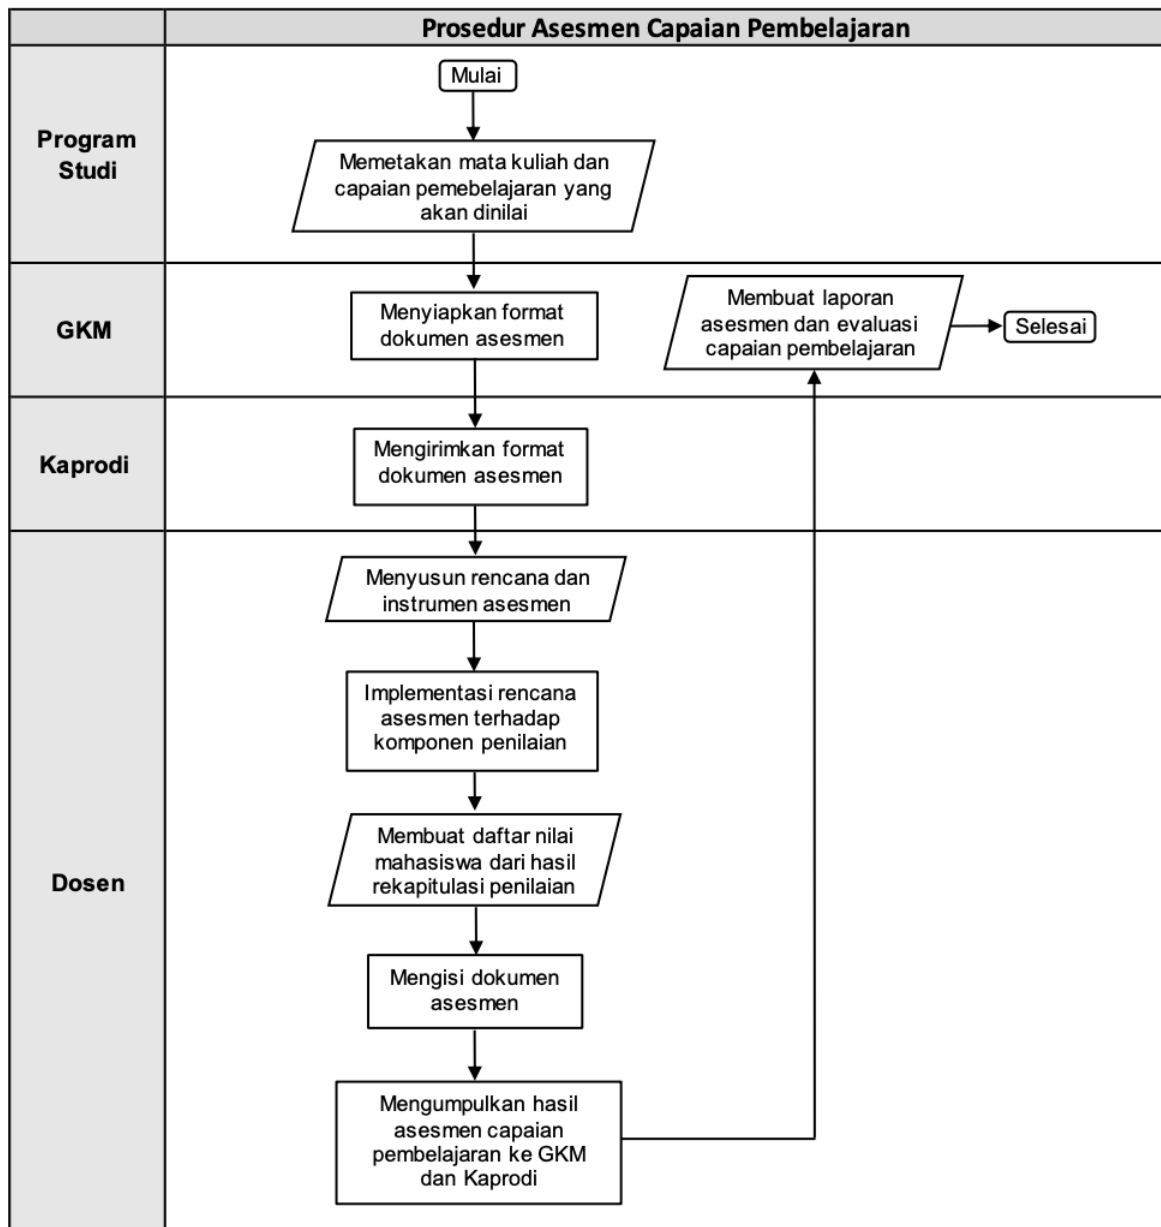 Prosedur Asesmen Capaian Pembelajaran
Program
Studi
Mulai
Memetakan mata kuliah dan
capaian pemebelajaran yang
akan dinilai
GKM
Menyiapkan format
dokumen asesmen
Membuat laporan
asesmen dan evaluasi
capaian pembelajaran
Selesai
Kaprodi
Mengirimkan format
dokumen asesmen
Dosen
Menyusun rencana dan
instrumen asesmen
Implementasi rencana
asesmen terhadap
komponen penilaian
Membuat daftar nilai
mahasiswa dari hasil
rekapitulasi penilaian
Mengisi dokumen
asesmen
Mengumpulkan hasil
asesmen capaian
pembelajaran ke GKM
dan Kaprodi